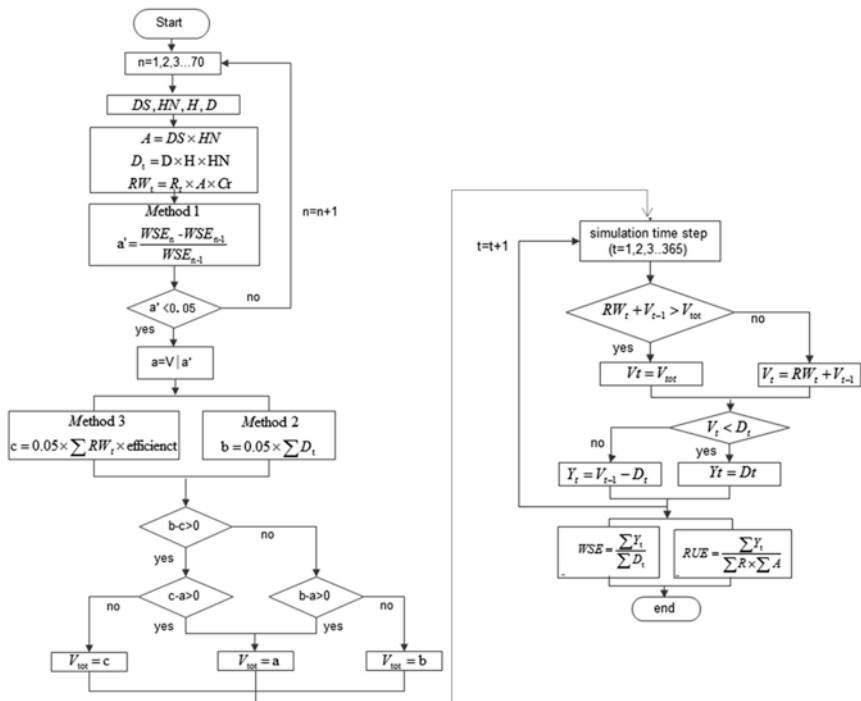 Start
n=1,2,3...70
DS,HN,H,D
A = DS × HN
D_t = D × H × HN
RW_t = R_t × A × Cr
Method 1
a' = (WSE_n - WSE_n-1) / WSE_n-1
n=n+1
a'<0.05
no
yes
a=V|a'
Method 3
c = 0.05 × ∑ RW_t × efficienct
Method 2
b = 0.05 × ∑ D_t
b-c>0
no
yes
c-a>0
b-a>0
no
yes
yes
no
V_tot = c
V_tot = a
V_tot = b
t=t+1
simulation time step
(t=1,2,3..365)
RW_t + V_t-1 > V_tot
no
yes
Vt = V_tot
V_t = RW_t + V_t-1
V_t < D_t
no
yes
Y_t = V_t-1 - D_t
Yt = Dt
WSE = ∑Y_t / ∑D_t
RUE = ∑Y_t / (∑R × ∑A)
end